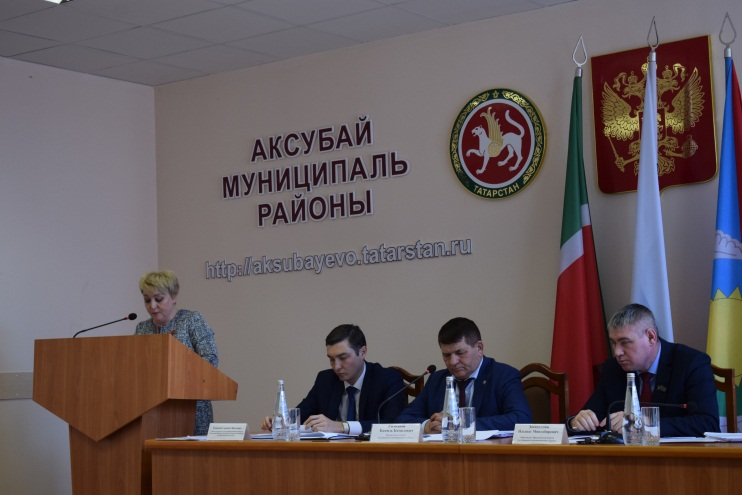 АКСУБАЙ
МУНИЦИПАЛЬ
РАЙОНЫ
ТАТАРСТАН
http://aksubayevo.tatarstan.ru